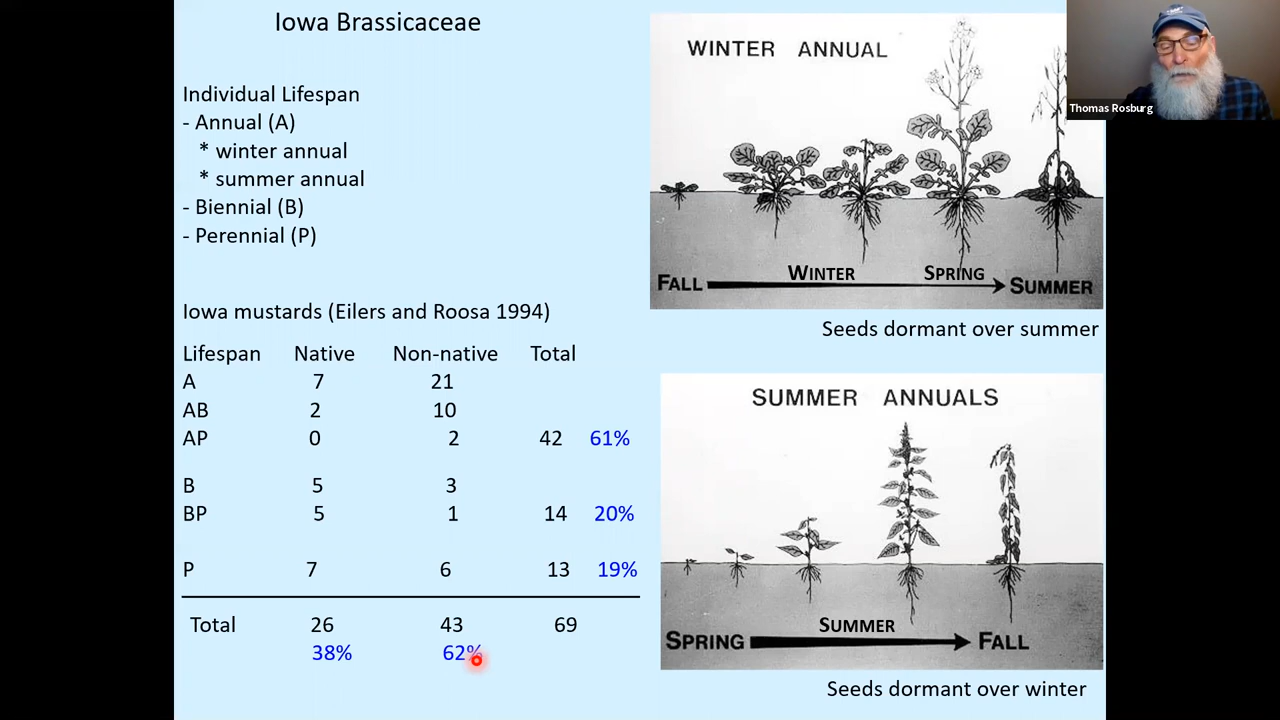 Iowa Brassicaceae
Individual Lifespan
- Annual (A)
* winter annual
* summer annual
- Biennial (B)
- Perennial (P)
Iowa mustards (Eilers and Roosa 1994)
Lifespan Native Non-native Total
A 7 21
AB 2 10
AP 0 2 42 61%
B 5 3
BP 5 1 14 20%
P 7 6 13 19%
Total 26 43 69
38% 62%
WINTER ANNUAL
FALL WINTER SPRING SUMMER
Seeds dormant over summer
SUMMER ANNUALS
SPRING SUMMER FALL
Seeds dormant over winter
Thomas Rosburg